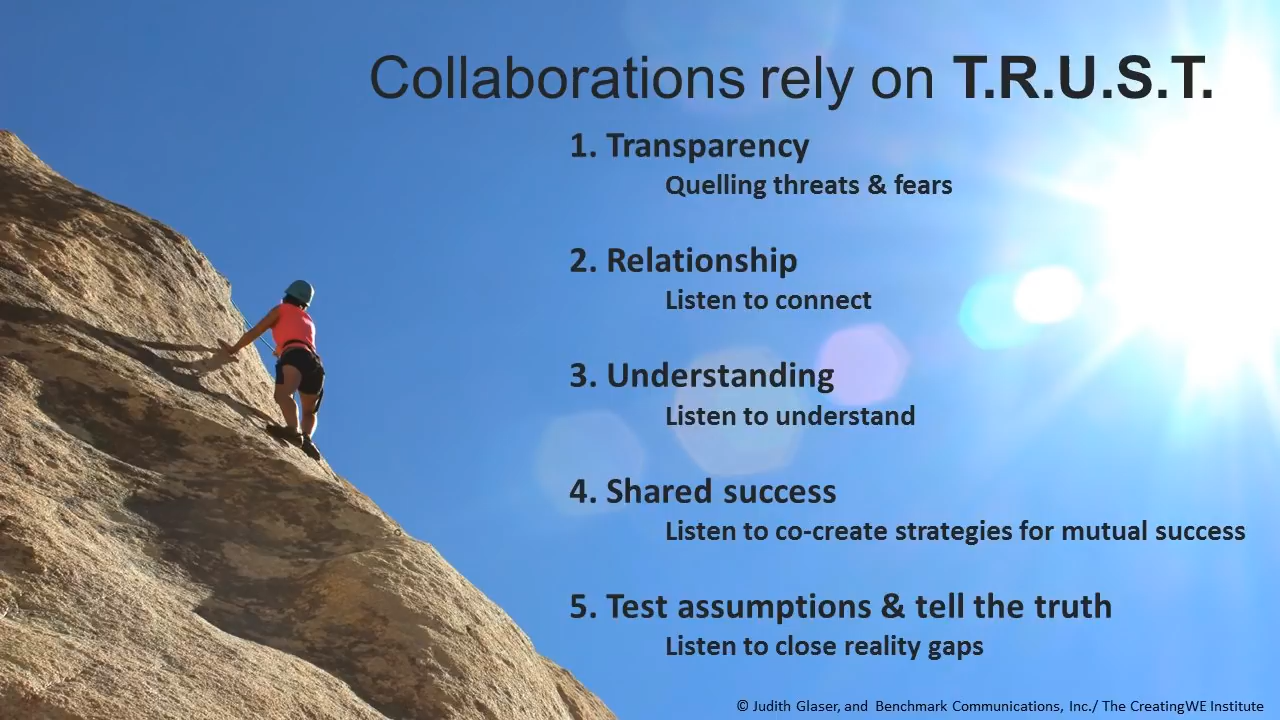 Collaborations rely on T.R.U.S.T.
1. Transparency
Quelling threats & fears
2. Relationship
Listen to connect
3. Understanding
Listen to understand
4. Shared success
Listen to co-create strategies for mutual success
5. Test assumptions & tell the truth
Listen to close reality gaps
© Judith Glaser, and Benchmark Communications, Inc./ The CreatingWE Institute